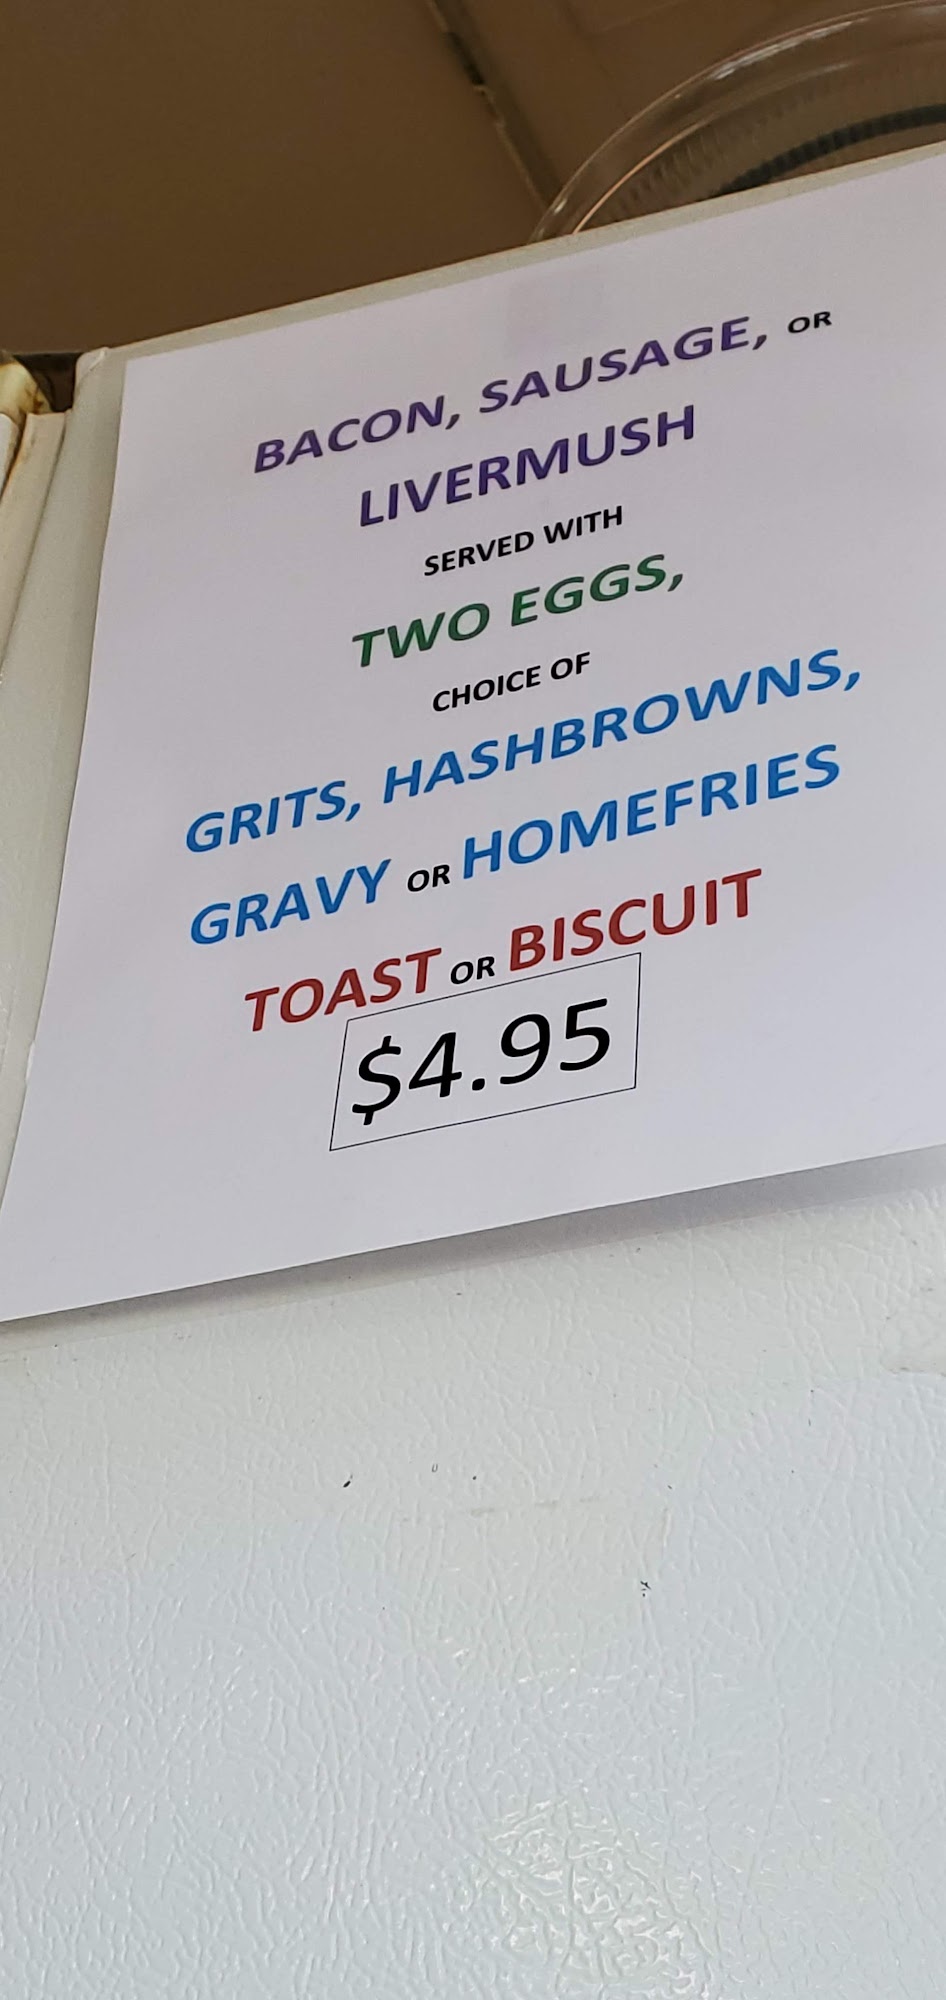 BACON, SAUSAGE, OR
LIVERMUSH
SERVED WITH
TWO EGGS,
CHOICE OF
GRITS, HASHBROWNS,
GRAVY OR HOMEFRIES
TOAST OR BISCUIT
$4.95